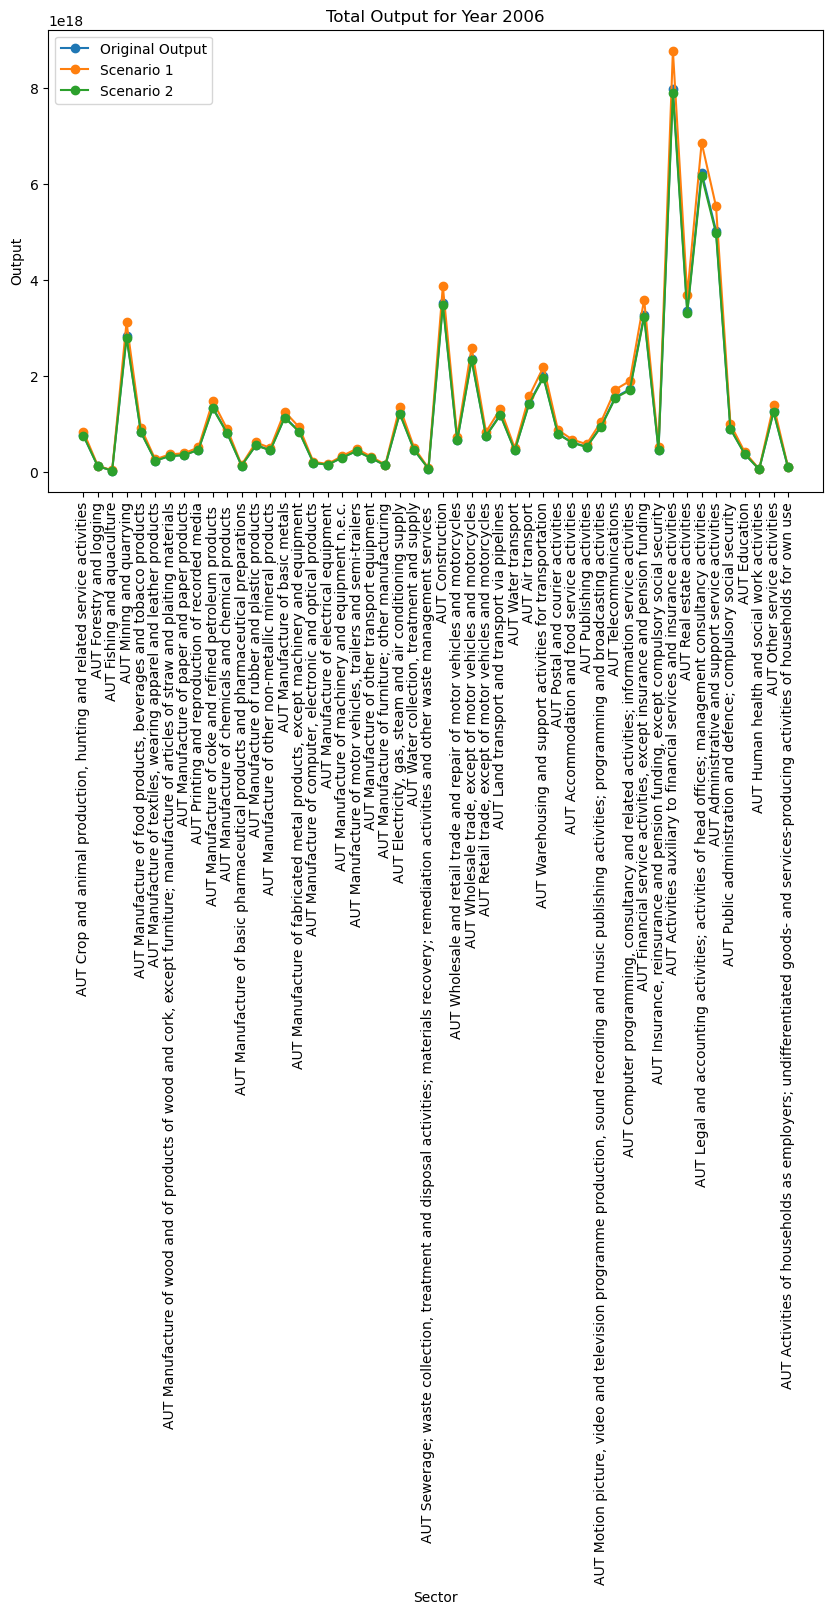 Total Output for Year 2006
1e18
Original Output
Scenario 1
Scenario 2
Output
8
6
4
2
0
AUT Crop and animal production, hunting and related service activities
AUT Forestry and logging
AUT Fishing and aquaculture
AUT Mining and quarrying
AUT Manufacture of food products, beverages and tobacco products
AUT Manufacture of textiles, wearing apparel and leather products
AUT Manufacture of wood and of products of wood and cork, except furniture; manufacture of articles of straw and plaiting materials
AUT Manufacture of paper and paper products
AUT Printing and reproduction of recorded media
AUT Manufacture of coke and refined petroleum products
AUT Manufacture of chemicals and chemical products
AUT Manufacture of basic pharmaceutical products and pharmaceutical preparations
AUT Manufacture of rubber and plastic products
AUT Manufacture of other non-metallic mineral products
AUT Manufacture of basic metals
AUT Manufacture of fabricated metal products, except machinery and equipment
AUT Manufacture of computer, electronic and optical products
AUT Manufacture of electrical equipment
AUT Manufacture of machinery and equipment n.e.c.
AUT Manufacture of motor vehicles, trailers and semi-trailers
AUT Manufacture of other transport equipment
AUT Manufacture of furniture; other manufacturing
AUT Electricity, gas, steam and air conditioning supply
AUT Water collection, treatment and supply
AUT Sewerage; waste collection, treatment and disposal activities; materials recovery; remediation activities and other waste management services
AUT Construction
AUT Wholesale and retail trade and repair of motor vehicles and motorcycles
AUT Wholesale trade, except of motor vehicles and motorcycles
AUT Retail trade, except of motor vehicles and motorcycles
AUT Land transport and transport via pipelines
AUT Water transport
AUT Air transport
AUT Warehousing and support activities for transportation
AUT Postal and courier activities
AUT Accommodation and food service activities
AUT Publishing activities
AUT Motion picture, video and television programme production, sound recording and music publishing activities; programming and broadcasting activities
AUT Telecommunications
AUT Computer programming, consultancy and related activities; information service activities
AUT Financial service activities, except insurance and pension funding
AUT Insurance, reinsurance and pension funding, except compulsory social security
AUT Activities auxiliary to financial services and insurance activities
AUT Real estate activities
AUT Legal and accounting activities; activities of head offices; management consultancy activities
AUT Administrative and support service activities
AUT Public administration and defence; compulsory social security
AUT Education
AUT Human health and social work activities
AUT Other service activities
AUT Activities of households as employers; undifferentiated goods- and services-producing activities of households for own use
Sector